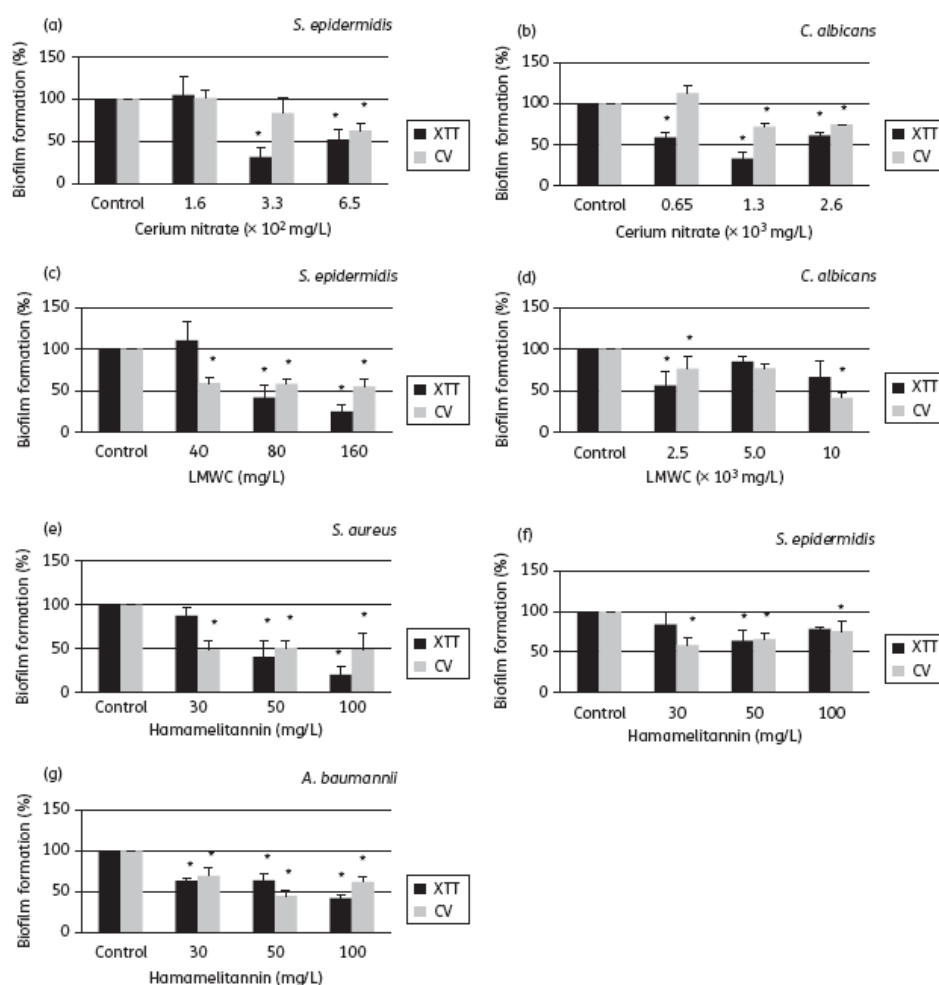 (a) S. epidermidis
Biofilm formation (%)
150
100
50
0
Control 1.6 3.3 6.5
Cerium nitrate (× 10² mg/L)
* * *
XTT
CV
(b) C. albicans
Biofilm formation (%)
150
100
50
0
Control 0.65 1.3 2.6
Cerium nitrate (× 10³ mg/L)
* * * * *
XTT
CV
(c) S. epidermidis
Biofilm formation (%)
150
100
50
0
Control 40 80 160
LMWC (mg/L)
* * * * *
XTT
CV
(d) C. albicans
Biofilm formation (%)
150
100
50
0
Control 2.5 5.0 10
LMWC (× 10³ mg/L)
* * *
XTT
CV
(e) S. aureus
Biofilm formation (%)
150
100
50
0
Control 30 50 100
Hamamelitannin (mg/L)
* * * * *
XTT
CV
(f) S. epidermidis
Biofilm formation (%)
150
100
50
0
Control 30 50 100
Hamamelitannin (mg/L)
* * * *
XTT
CV
(g) A. baumannii
Biofilm formation (%)
150
100
50
0
Control 30 50 100
Hamamelitannin (mg/L)
* * * * * *
XTT
CV